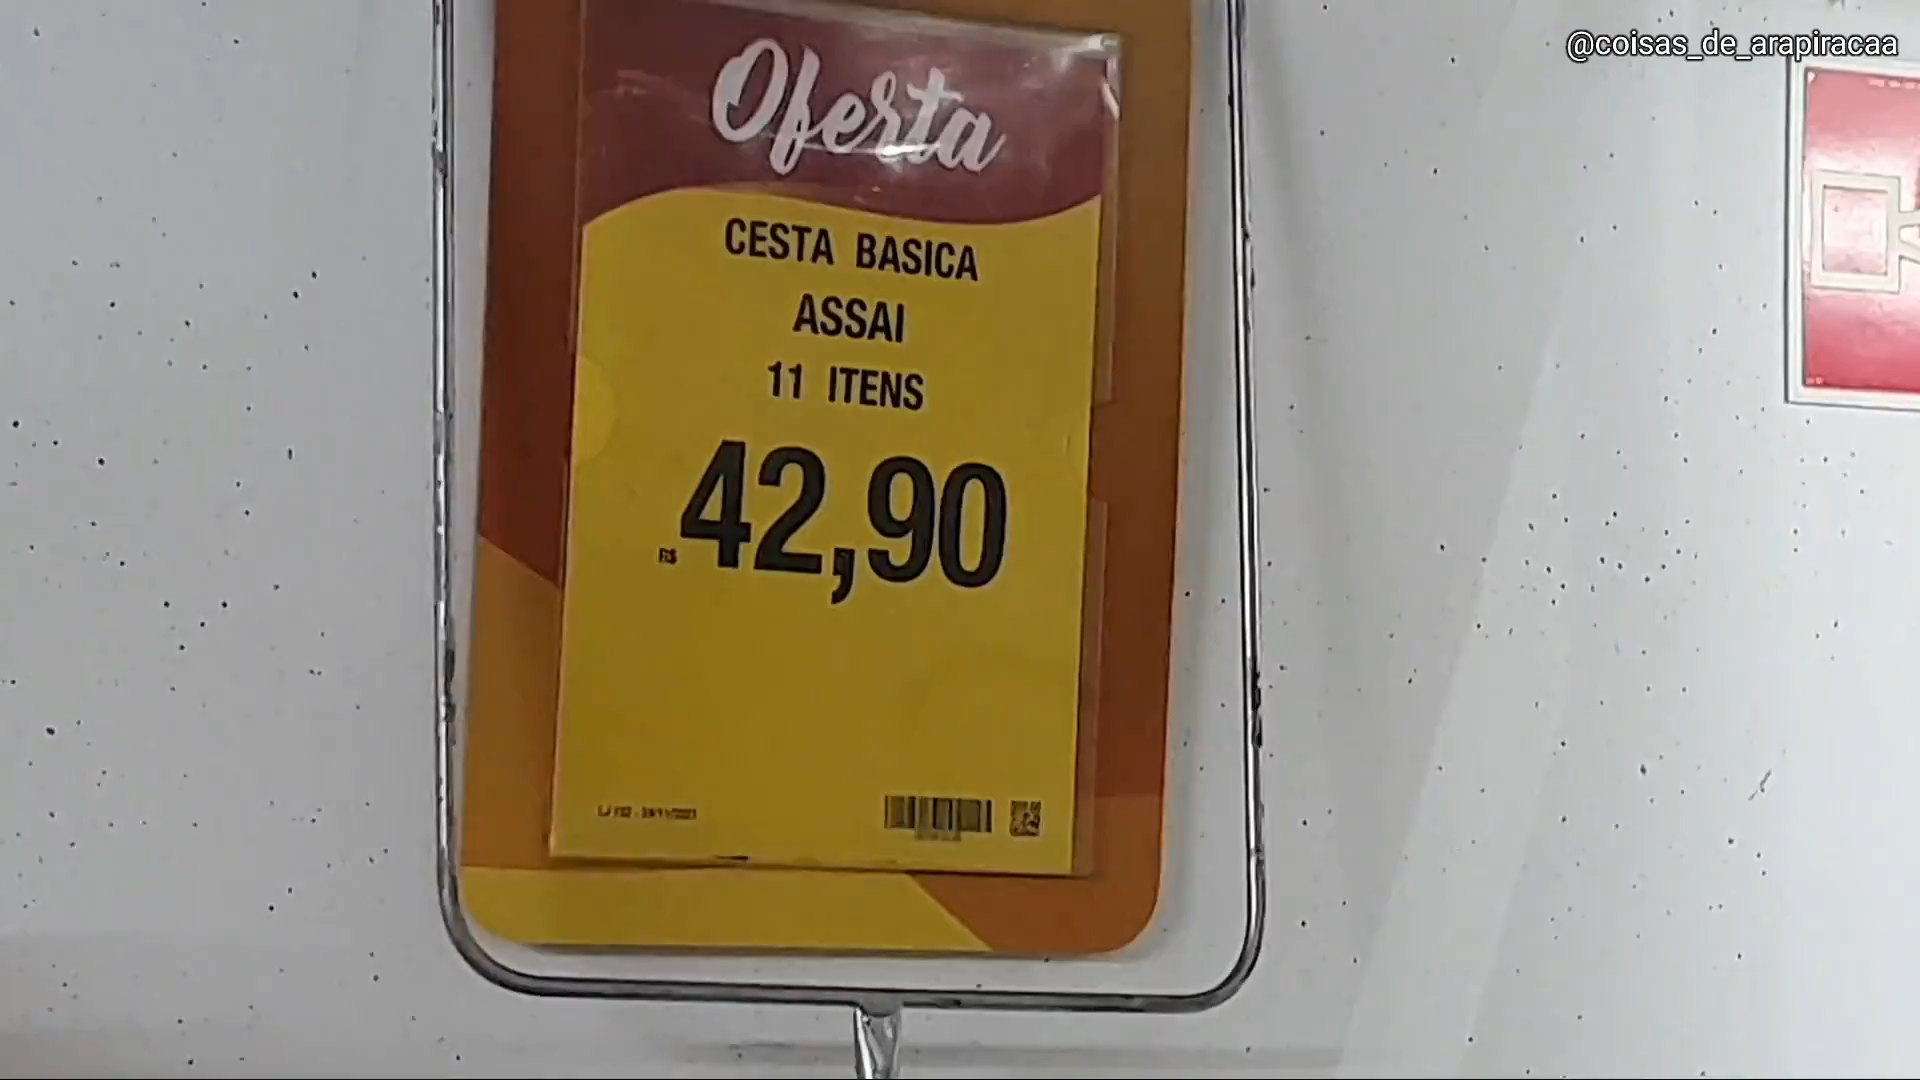 @coisas_de_arapiracaa
Oferta
CESTA BASICA
ASSAI
11 ITENS
R$ 42,90